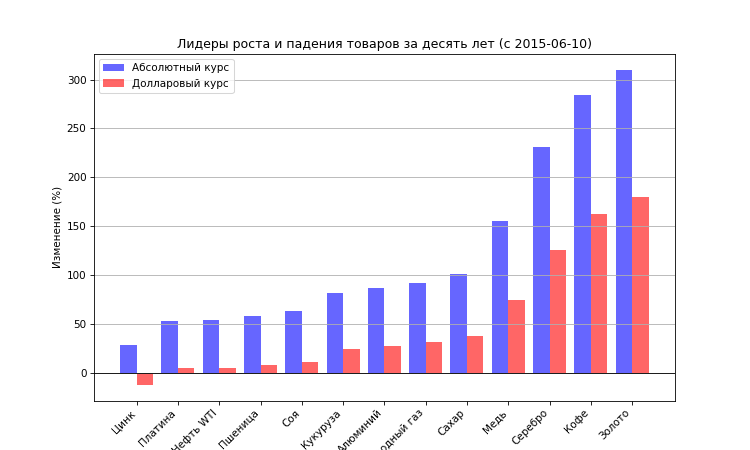 Лидеры роста и падения товаров за десять лет (с 2015-06-10)
Абсолютный курс
Долларовый курс
Изменение (%)
300
250
200
150
100
50
0
Цинк
Платина
Нефть WTI
Пшеница
Соя
Кукуруза
Алюминий
одный газ
Сахар
Медь
Серебро
Кофе
Золото